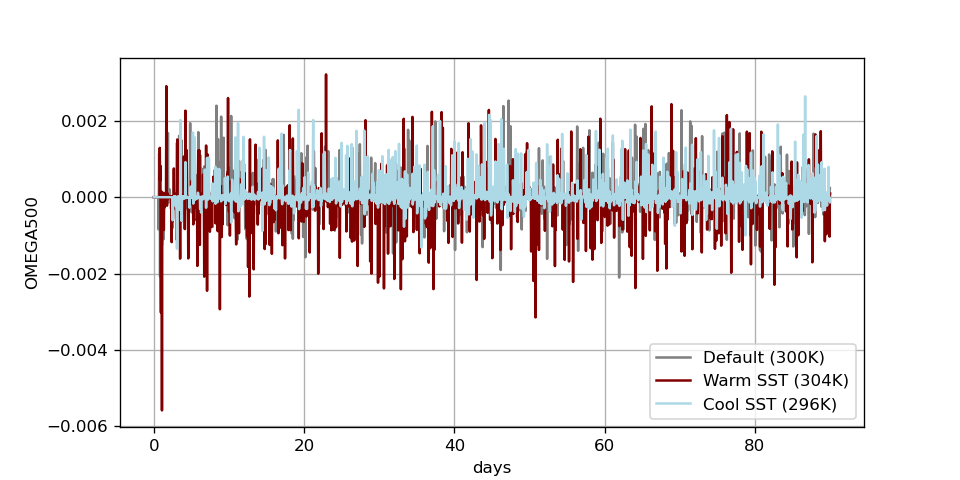 0.002
0.000
−0.002
−0.004
−0.006
OMEGA500
0 20 40 60 80
days
Default (300K)
Warm SST (304K)
Cool SST (296K)